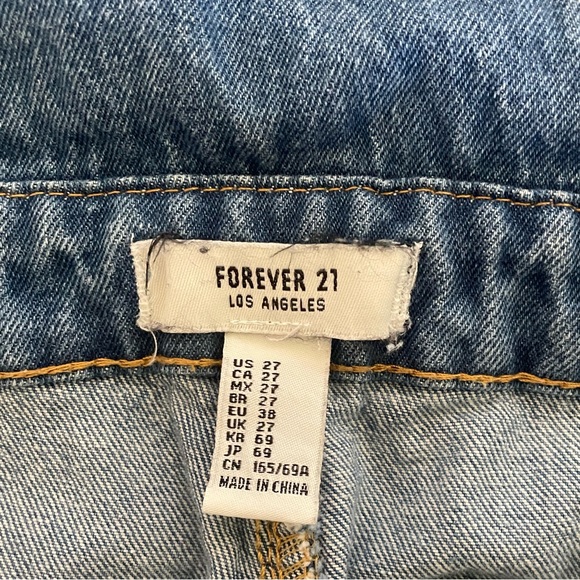 FOREVER 21
LOS ANGELES
US 27
CA 27
MX 27
BR 27
EU 38
UK 27
KR 69
JP 69
CN 165/69A
MADE IN CHINA